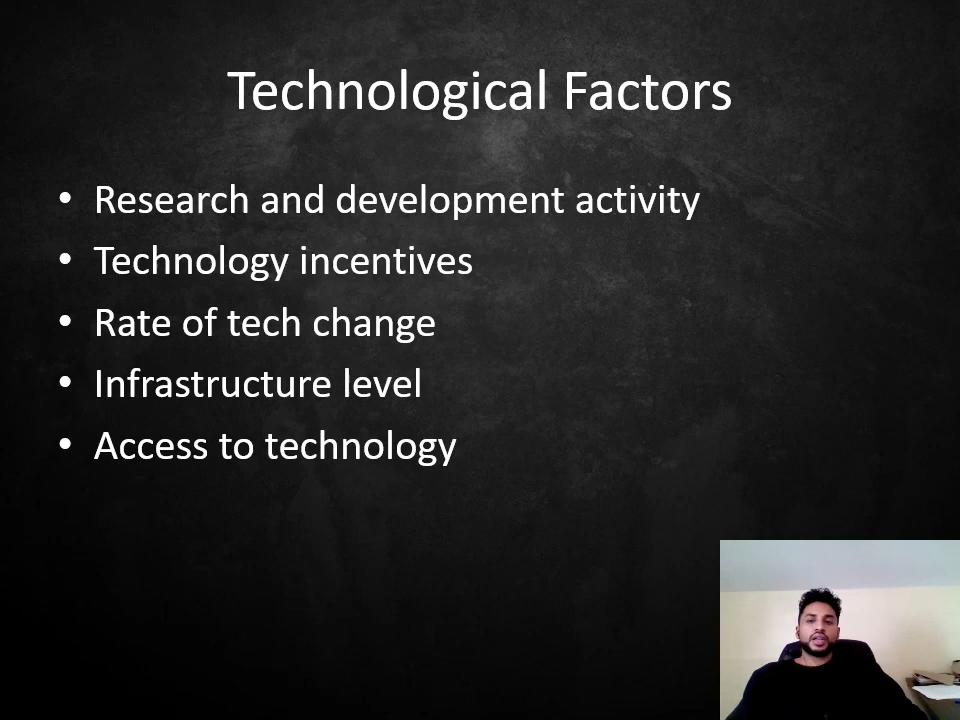 Technological Factors
• Research and development activity
• Technology incentives
• Rate of tech change
• Infrastructure level
• Access to technology